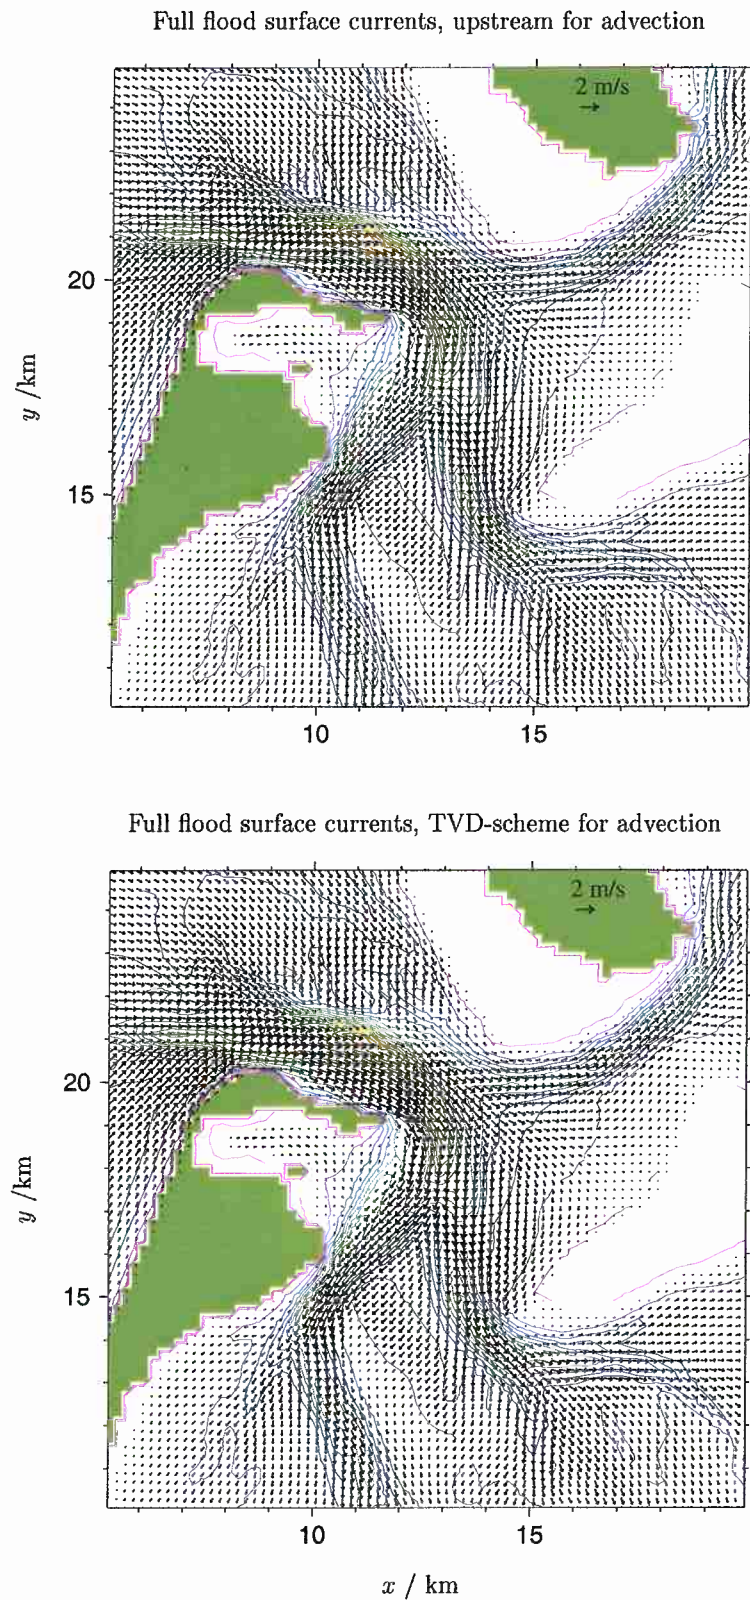 Full flood surface currents, upstream for advection
2 m/s
20
y /km
15
10
15
Full flood surface currents, TVD-scheme for advection
2 m/s
20
y /km
15
10
15
x / km